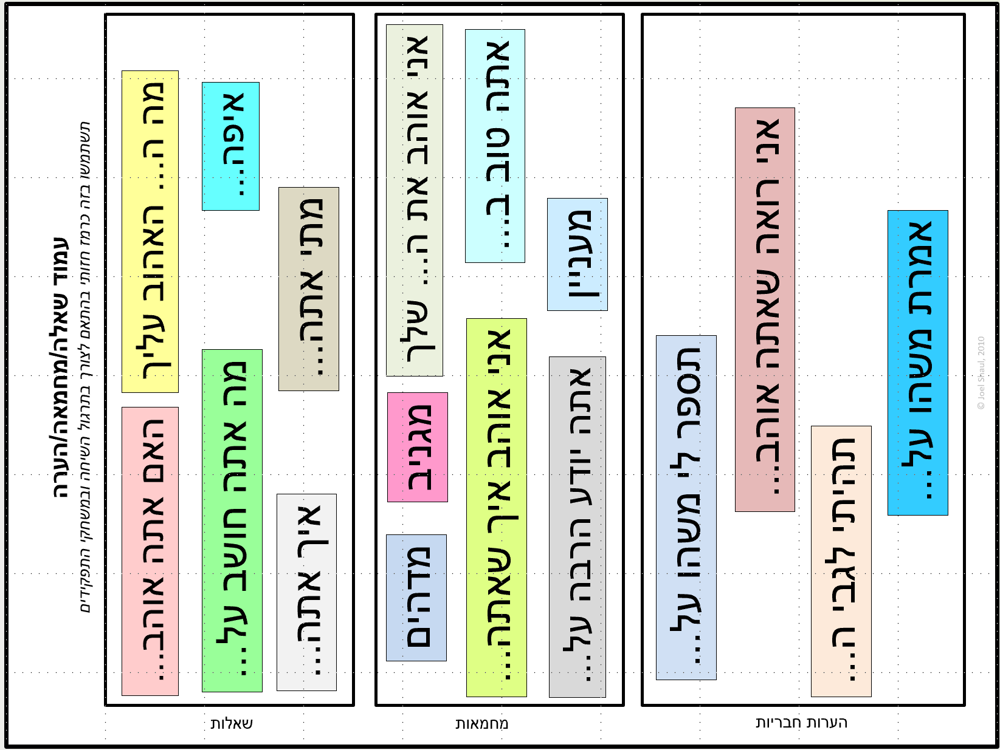 עמוד שאלה/מחמאה/הערה
תשתמשו בזה כרמז חזותי בהתאם לצורך בתרגול השיחה ובמשחקי התפקידים
מה ה... האהוב עליך
האם אתה אוהב...
איפה...
מה אתה חושב על...
מתי אתה...
איך אתה...
שאלות
אני אוהב את ה... שלך
מגניב
מדהים
אתה טוב ב...
אני אוהב איך שאתה...
מעניין
אתה יודע הרבה על...
מחמאות
תספר לי משהו על...
אני רואה שאתה אוהב...
תהיתי לגבי ה...
אמרת משהו על...
הערות חבריות
© Joel Shaul, 2010